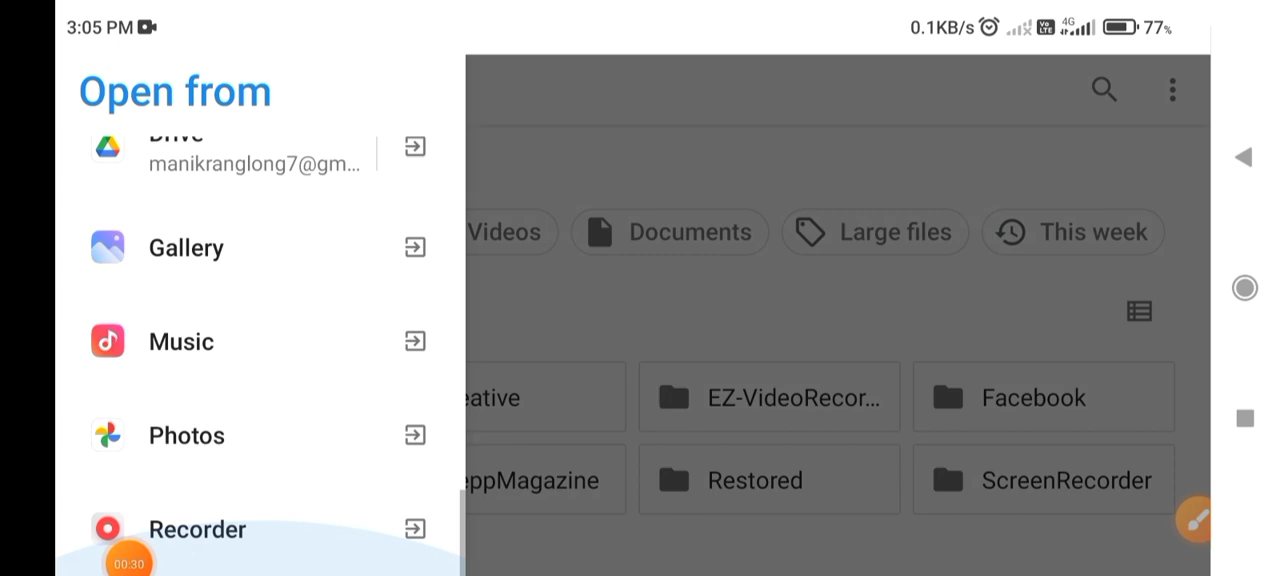 3:05 PM
0.1KB/s
4G
77%
Open from
Drive
manikranglong7@gm...
Videos
Documents
Large files
This week
Gallery
Music
eative
EZ-VideoRecor...
Facebook
Photos
eppMagazine
Restored
ScreenRecorder
Recorder
00:30